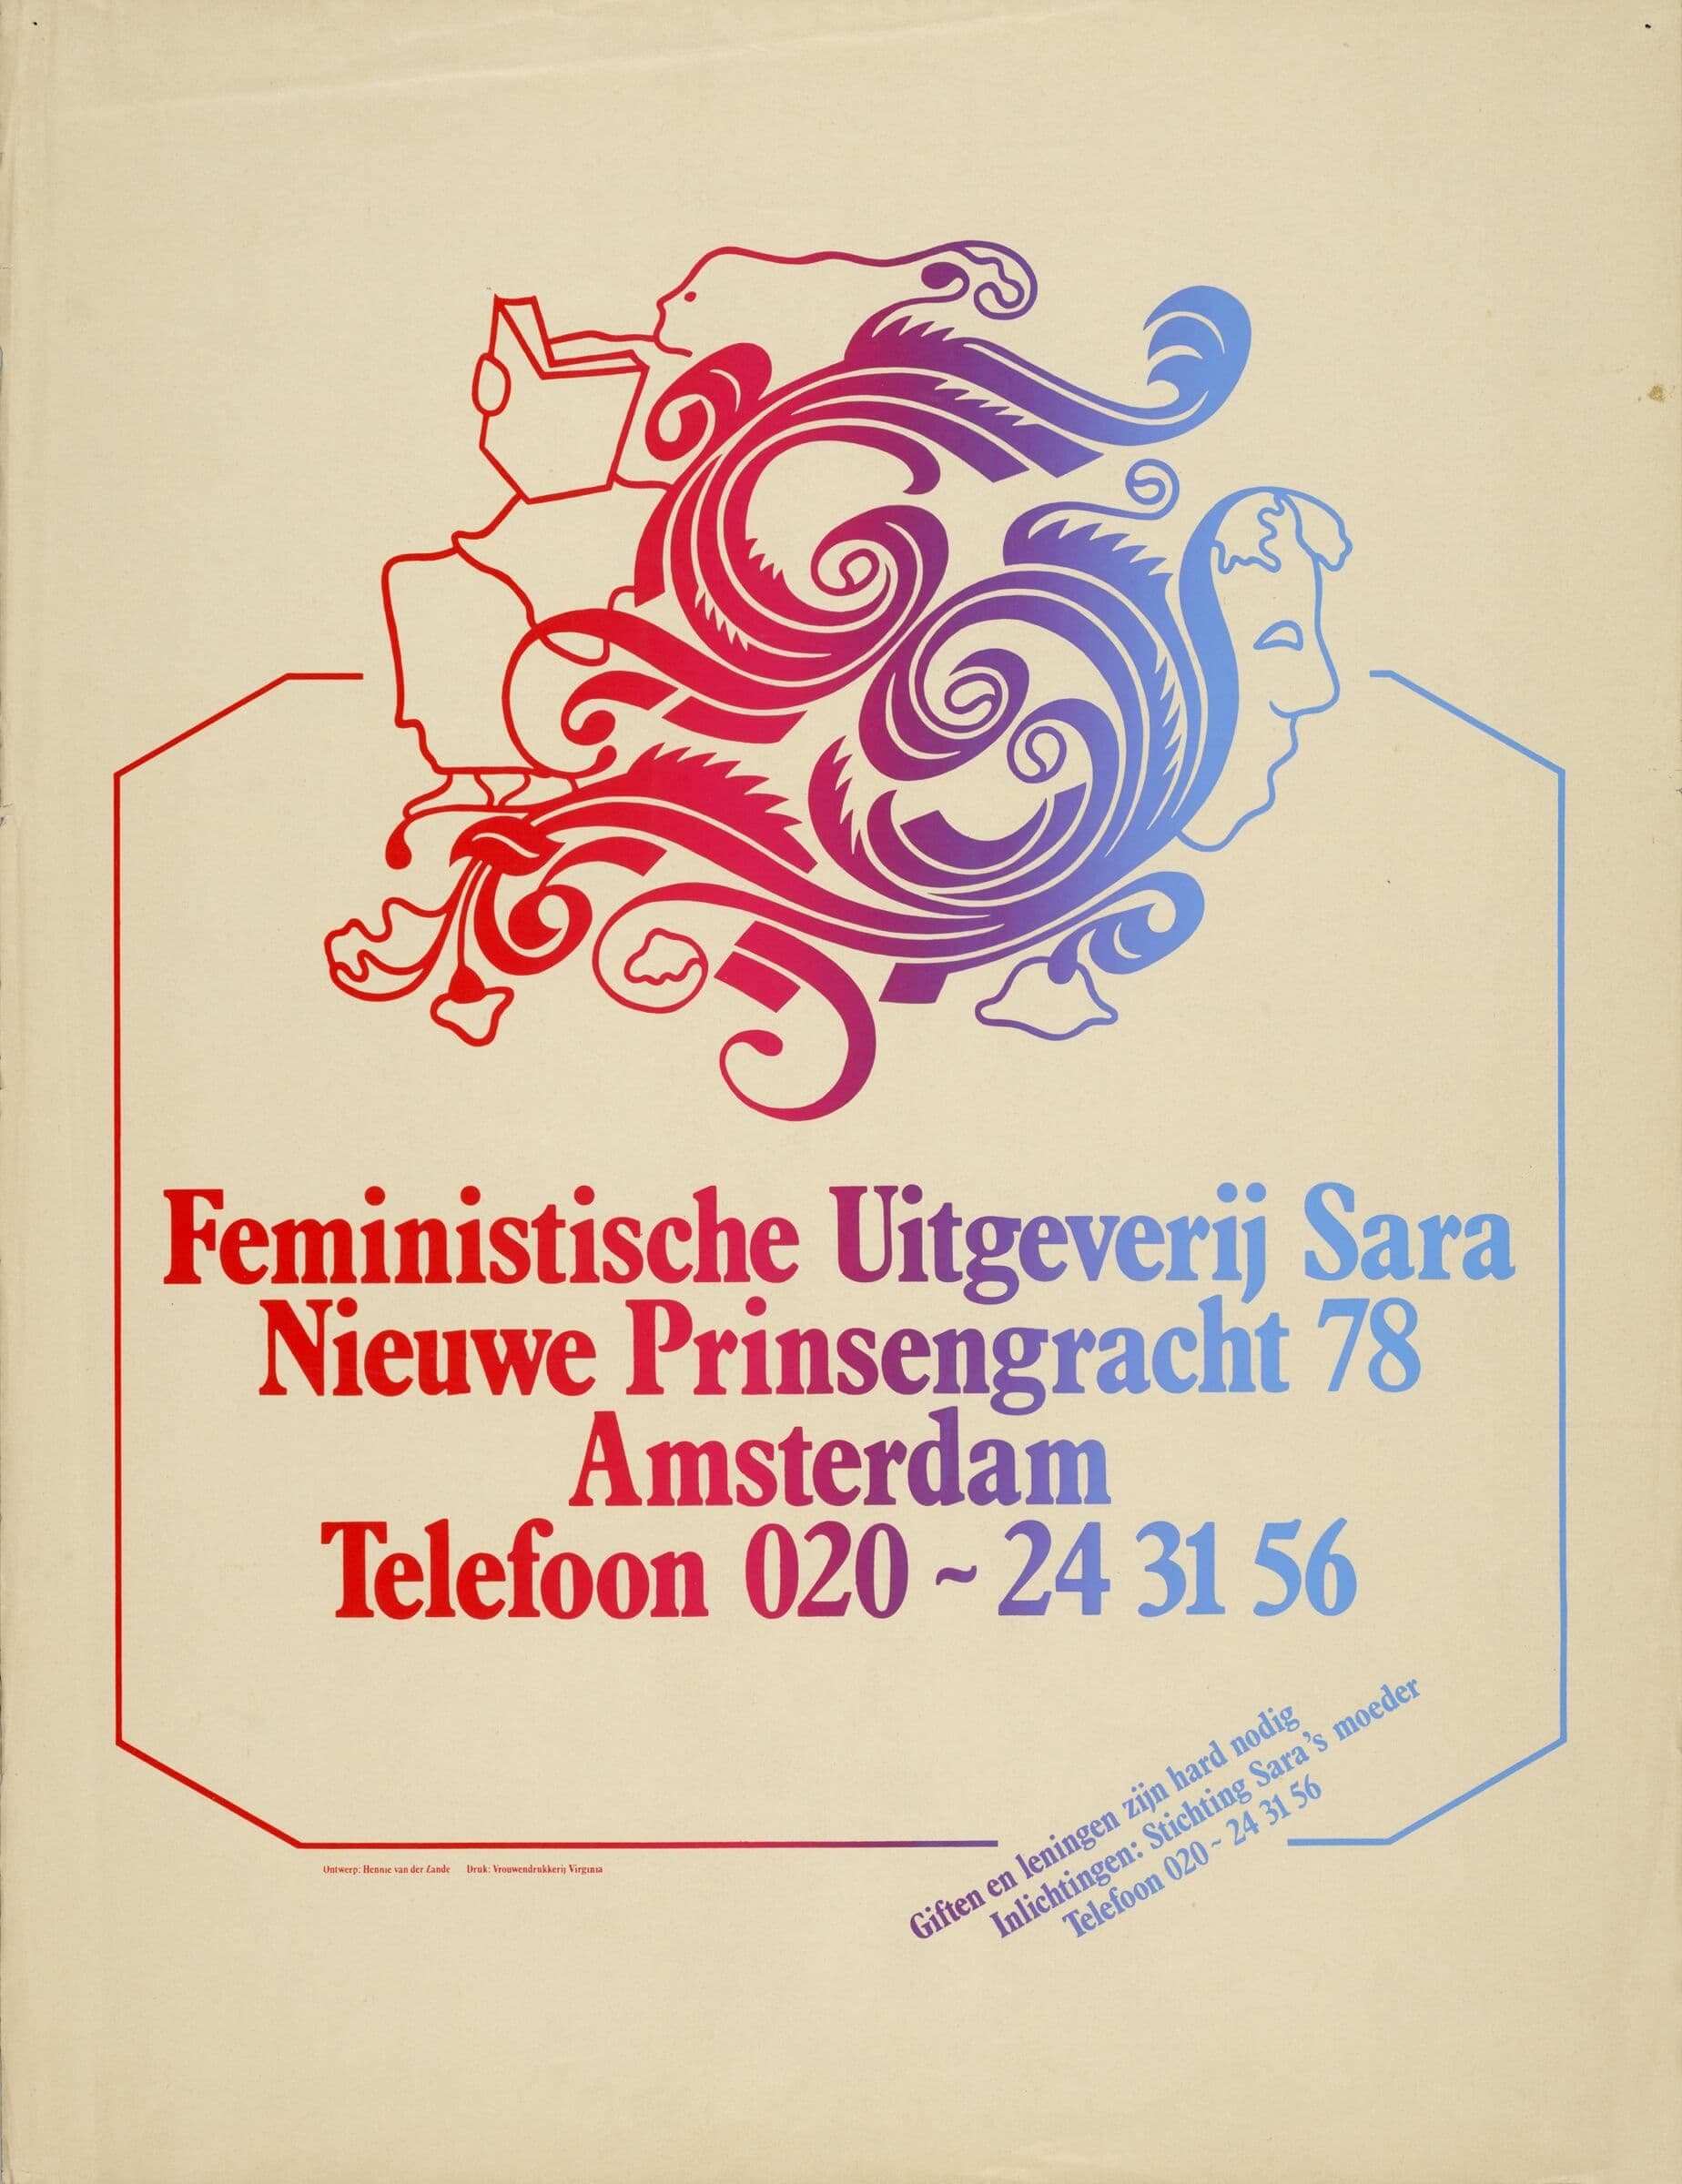 Feministische Uitgeverij Sara
Nieuwe Prinsengracht 78
Amsterdam
Telefoon 020 ~ 24 31 56
Giften en leningen zijn hard nodig
Inlichtingen: Stichting Sara's moeder
Telefoon 020 ~ 24 31 56
Ontwerp: Hennie van der Zande Druk: Vrouwendrukkerij Virginia